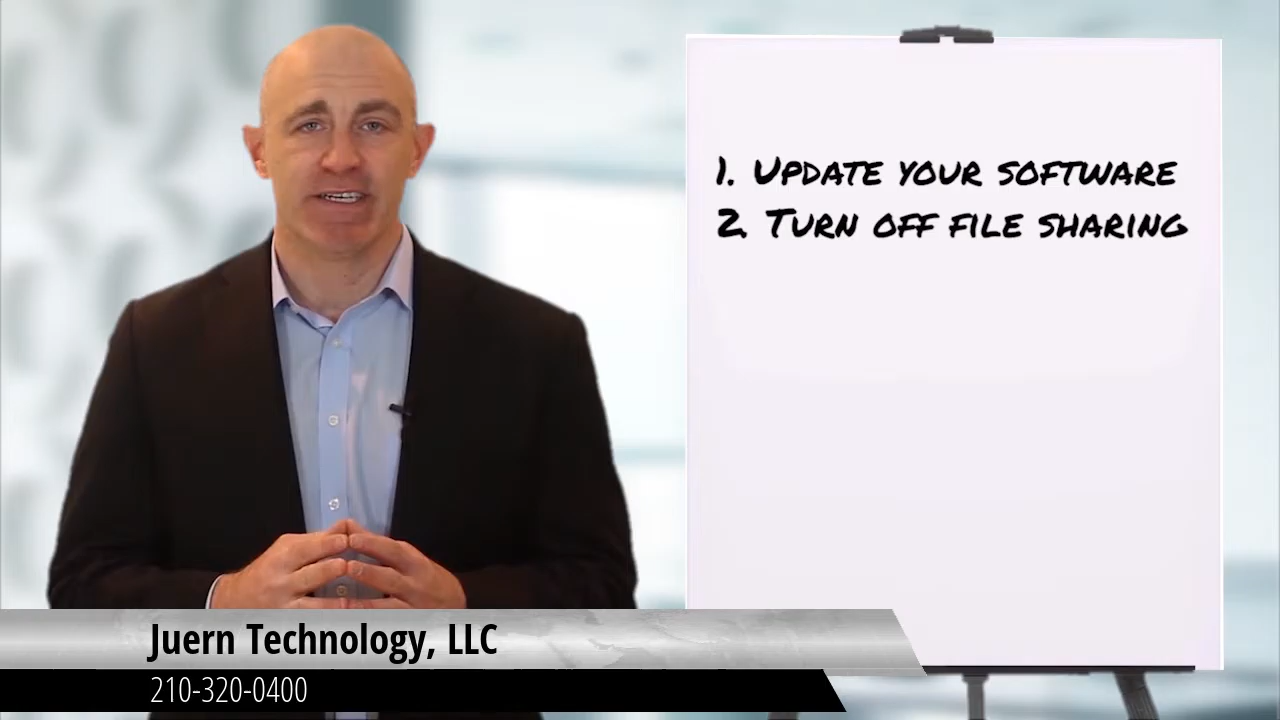 1. Update your software
2. Turn off file sharing
Juern Technology, LLC
210-320-0400